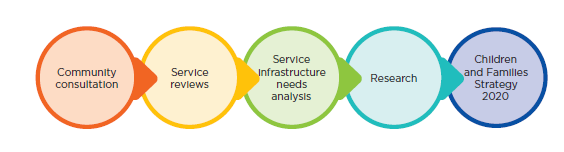 Community
consultation
Service
reviews
Service
infrastructure
needs
analysis
Research
Children
and Families
Strategy
2020